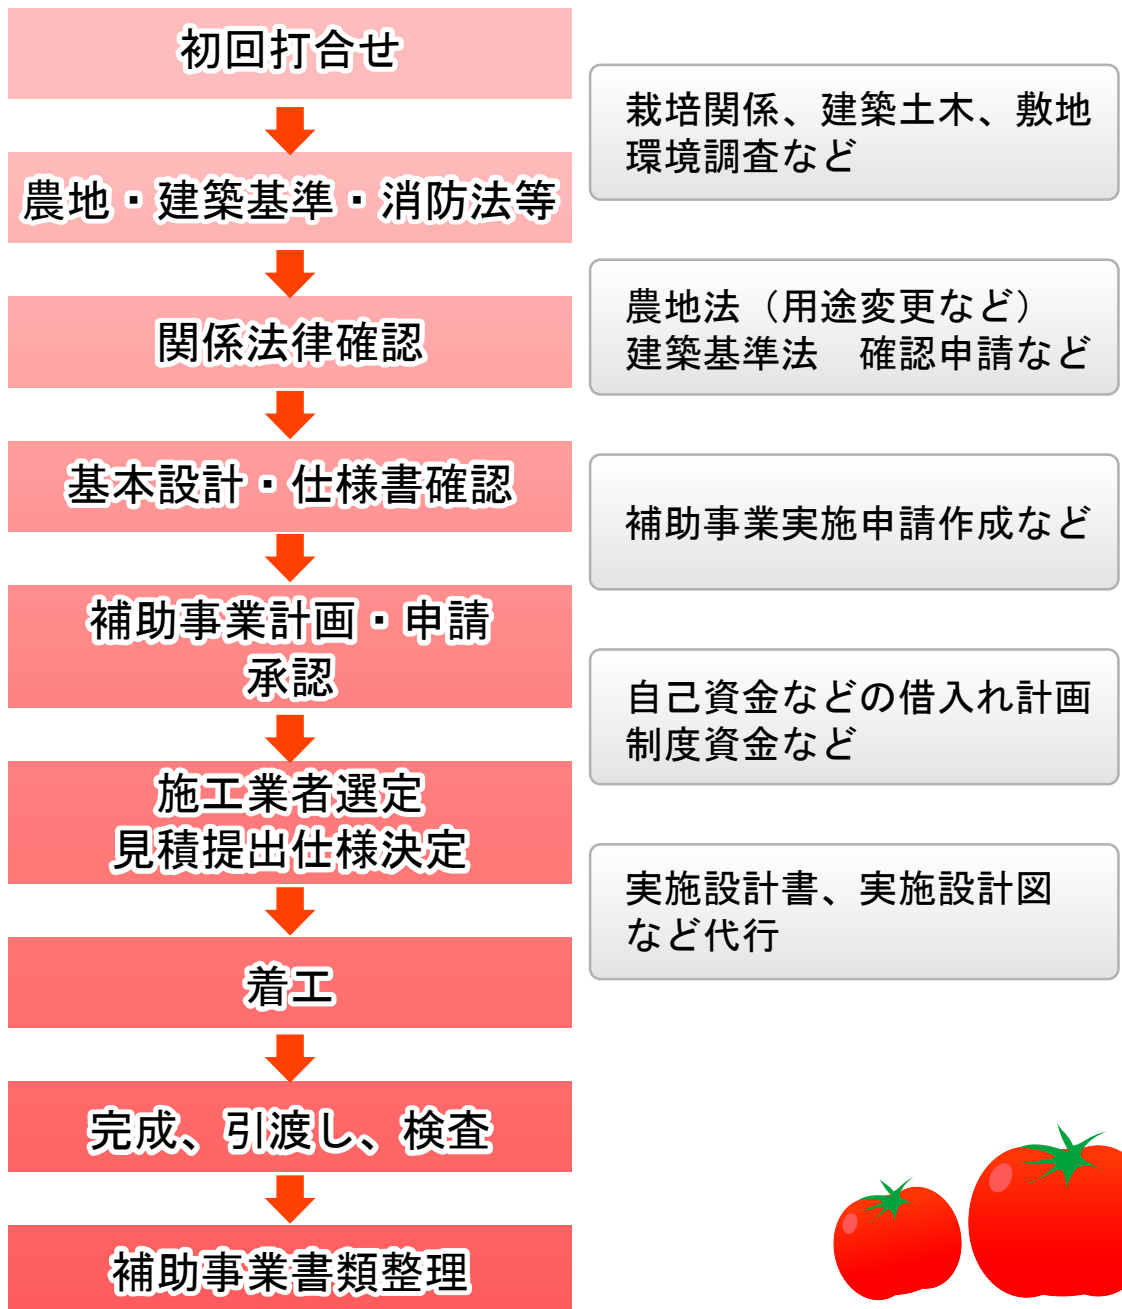 初回打合せ
農地・建築基準・消防法等
関係法律確認
基本設計・仕様書確認
補助事業計画・申請
承認
施工業者選定
見積提出仕様決定
着工
完成、引渡し、検査
補助事業書類整理
栽培関係、建築土木、敷地
環境調査など
農地法（用途変更など）
建築基準法　確認申請など
補助事業実施申請作成など
自己資金などの借入れ計画
制度資金など
実施設計書、実施設計図
など代行